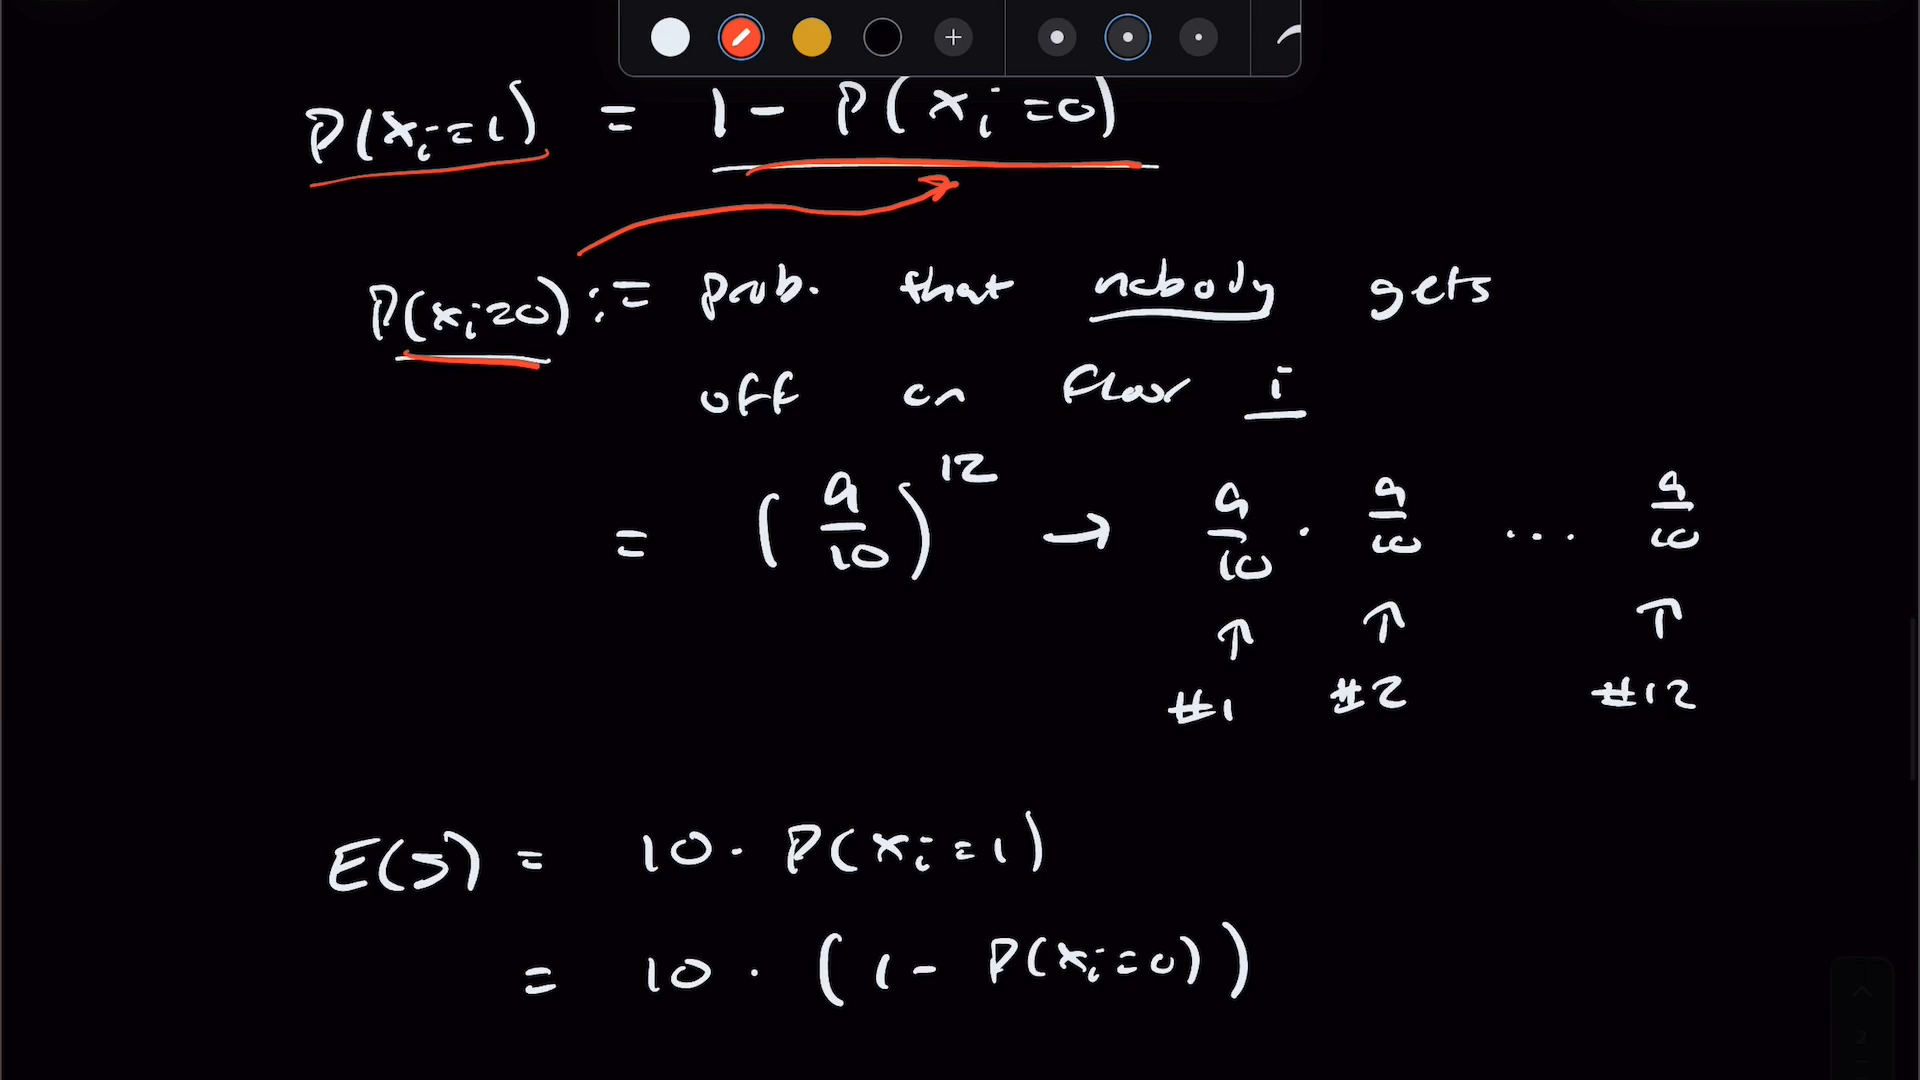 P(xᵢ=1) = 1 - P(xᵢ=0)
P(xᵢ=0) := prob. that nobody gets
off on floor i
= (9/10)^12 → 9/10 · 9/10 ... 9/10
↑ ↑ ↑
#1 #2 #12
E(S) = 10 · P(xᵢ=1)
= 10 · (1 - P(xᵢ=0))